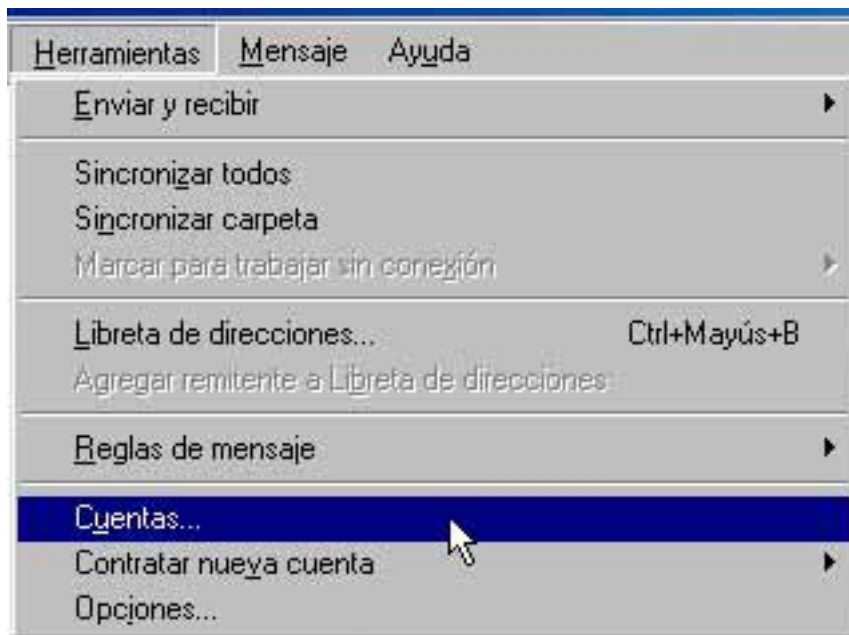 Herramientas Mensaje Ayuda
Enviar y recibir
Sincronizar todos
Sincronizar carpeta
Marcar para trabajar sin conexión
Libreta de direcciones... Ctrl+Mayús+B
Agregar remitente a Libreta de direcciones
Reglas de mensaje
Cuentas...
Contratar nueva cuenta
Opciones...